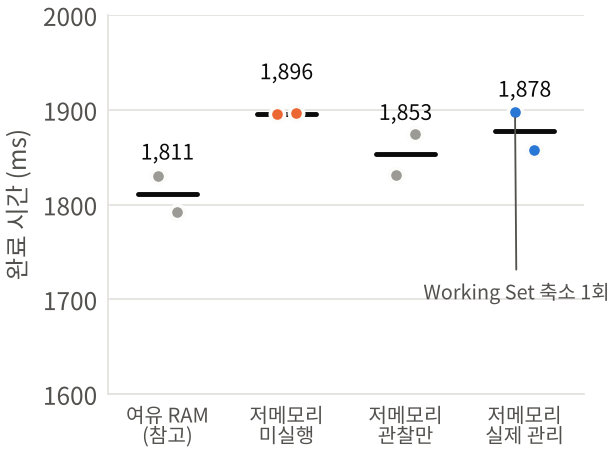 2000
1900
1800
1700
1600
완료 시간 (ms)
1,811
1,896
1,853
1,878
Working Set 축소 1회
여유 RAM
(참고)
저메모리
미실행
저메모리
관찰만
저메모리
실제 관리